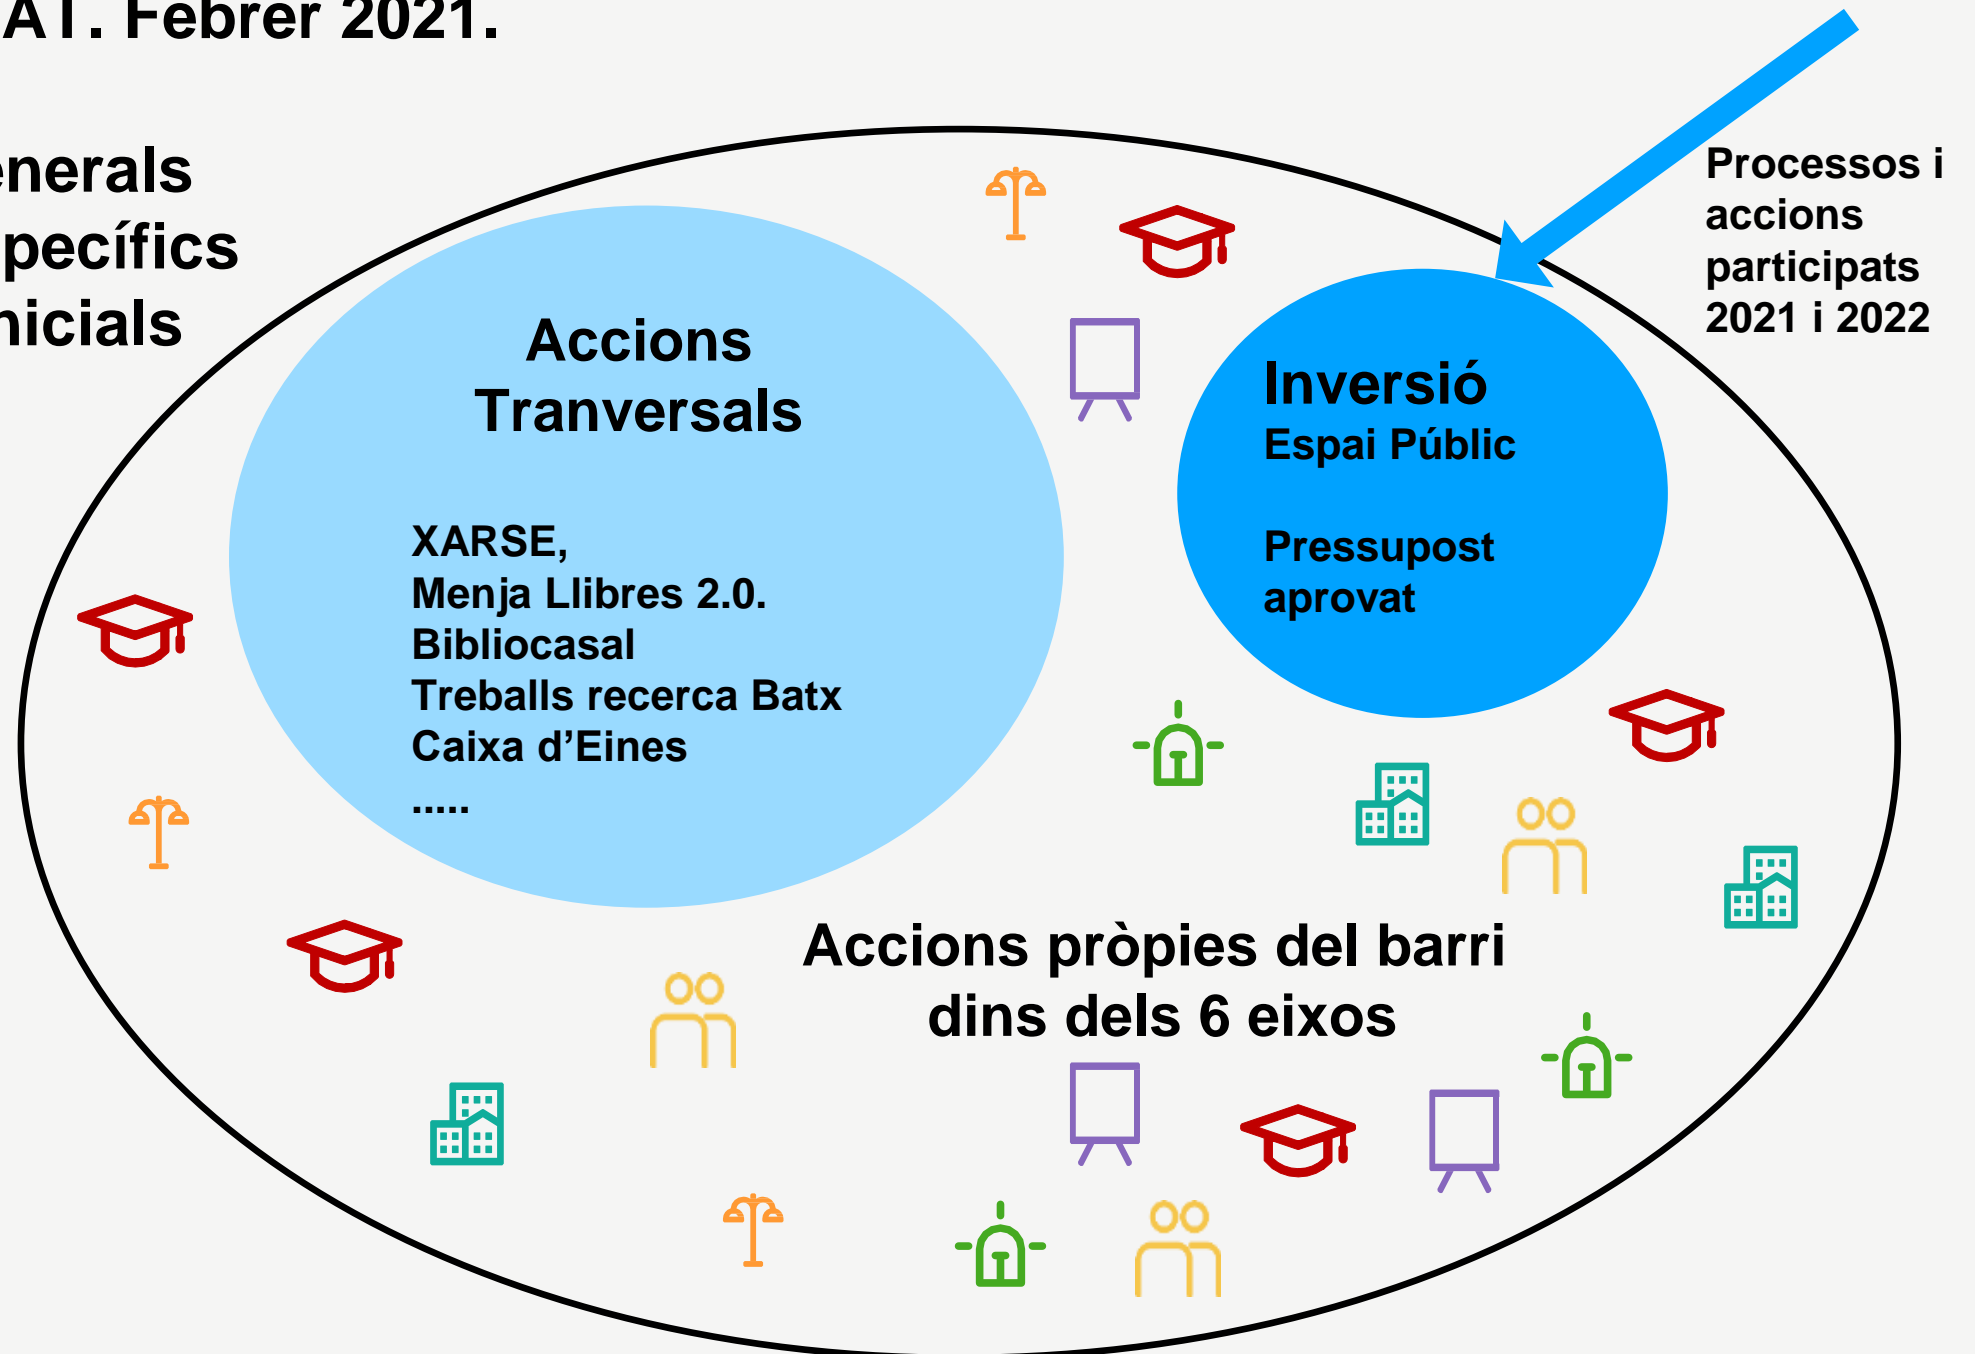 AT. Febrer 2021.
enerals
pecífics
nicials
Processos i
accions
participats
2021 i 2022
Accions
Tranversals
XARSE,
Menja Llibres 2.0.
Bibliocasal
Treballs recerca Batx
Caixa d’Eines
.....
Inversió
Espai Públic
Pressupost
aprovat
Accions pròpies del barri
dins dels 6 eixos